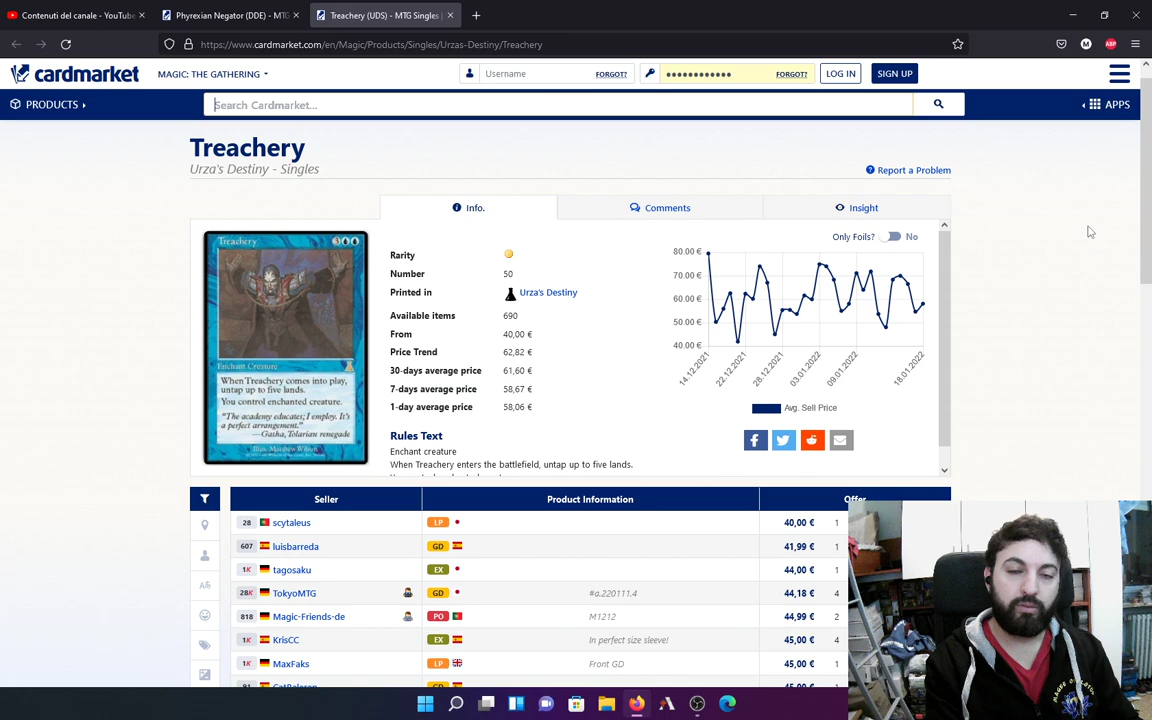 Contenuti del canale - YouTube
Phyrexian Negator (DDE) - MTG
Treachery (UDS) - MTG Singles |
https://www.cardmarket.com/en/Magic/Products/Singles/Urzas-Destiny/Treachery
cardmarket
MAGIC: THE GATHERING
Username
FORGOT?
FORGOT?
LOG IN
SIGN UP
PRODUCTS
Search Cardmarket...
APPS
Treachery
Urza's Destiny - Singles
Report a Problem
Info.
Comments
Insight
Treachery
3
Enchant Creature
When Treachery comes into play,
untap up to five lands.
You control enchanted creature.
"The academy educates; I employ. It's
a perfect arrangement."
—Gatha, Tolarian renegade
Illus. Matthew Wilson
Rarity
Number 50
Printed in Urza's Destiny
Available items 690
From 40,00 €
Price Trend 62,82 €
30-days average price 61,60 €
7-days average price 58,67 €
1-day average price 58,06 €
Rules Text
Enchant creature
When Treachery enters the battlefield, untap up to five lands.
Only Foils? No
80.00 €
70.00 €
60.00 €
50.00 €
40.00 €
14.12.2021
22.12.2021
28.12.2021
03.01.2022
09.01.2022
18.01.2022
Avg. Sell Price
Seller Product Information Offer
28 scytaleus LP 40,00 € 1
607 luisbarreda GD 41,99 € 1
1K tagosaku EX 44,00 € 1
28K TokyoMTG GD #a.220111.4 44,18 € 4
818 Magic-Friends-de PO M1212 44,99 € 2
1K KrisCC EX In perfect size sleeve! 45,00 € 4
1K MaxFaks LP Front GD 45,00 € 1